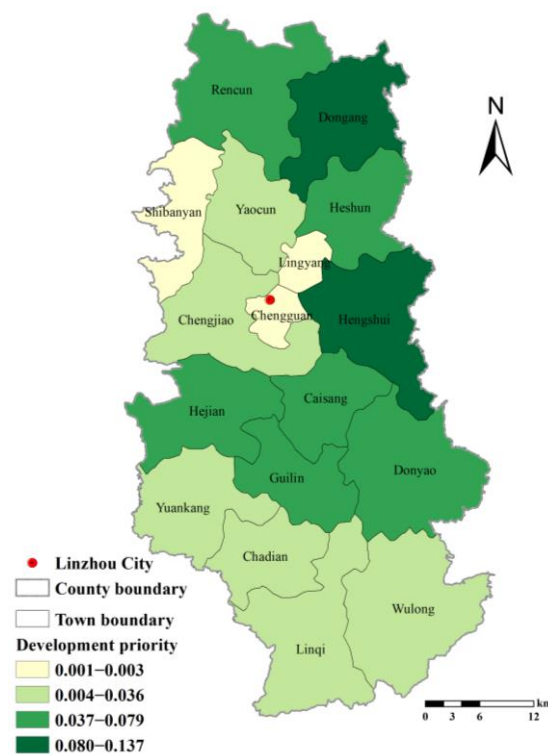 Rencun
Dongang
N
Shibanyan
Yaocun
Heshun
Lingyang
Chengjiao
Chengguan
Hengshui
Hejian
Caisang
Guilin
Donyao
Yuankang
Chadian
Wulong
Linqi
Linzhou City
County boundary
Town boundary
Development priority
0.001–0.003
0.004–0.036
0.037–0.079
0.080–0.137
km
0 3 6 12